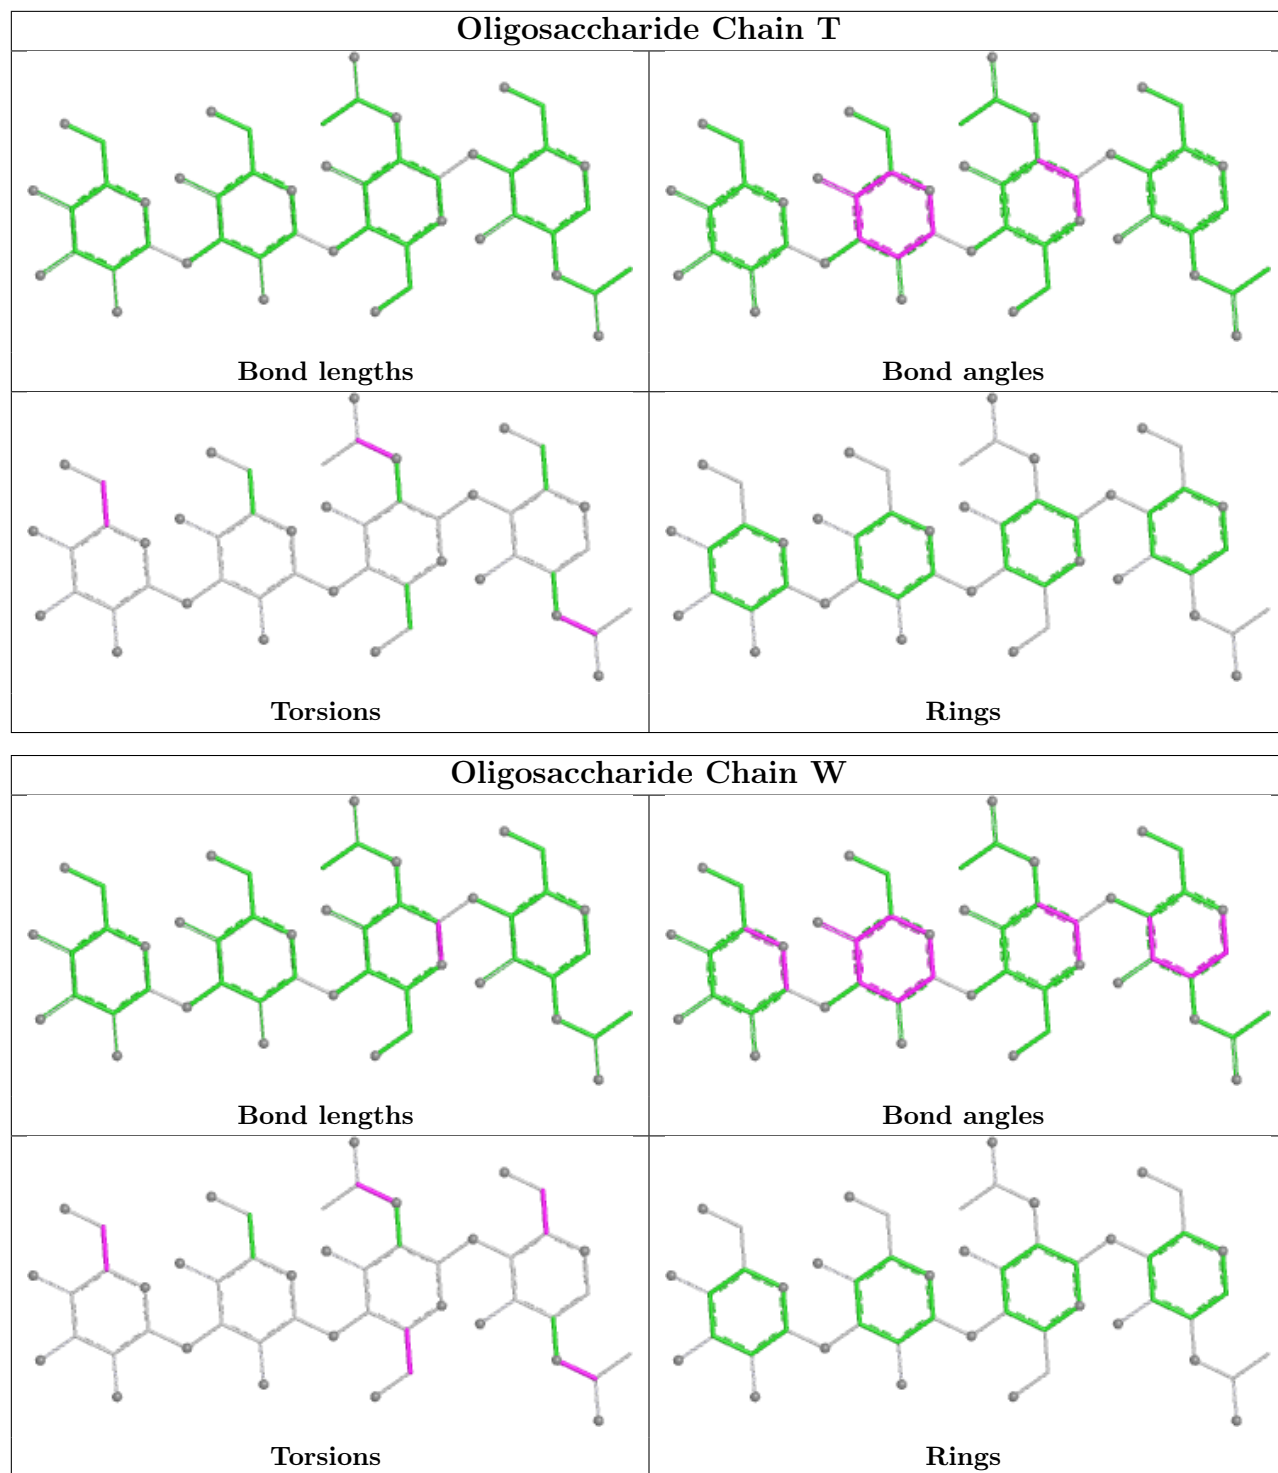 Oligosaccharide Chain T
Bond lengths
Bond angles
Torsions
Rings
Oligosaccharide Chain W
Bond lengths
Bond angles
Torsions
Rings